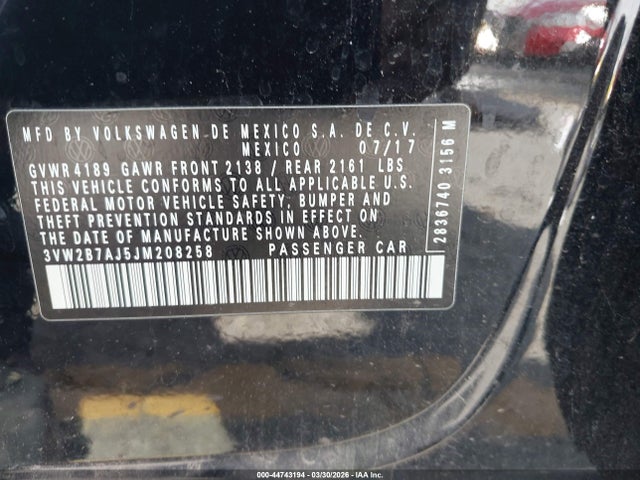 MFD BY VOLKSWAGEN DE MEXICO S.A. DE C.V.
MEXICO 07/17
GVWR 4189 GAWR FRONT 2138 / REAR 2161 LBS
THIS VEHICLE CONFORMS TO ALL APPLICABLE U.S.
FEDERAL MOTOR VEHICLE SAFETY, BUMPER AND
THEFT PREVENTION STANDARDS IN EFFECT ON
THE DATE OF MANUFACTURE SHOWN ABOVE.
3VW2B7AJ5JM208258 PASSENGER CAR
2836740 3156 M
000-44743194 — 03/30/2026 — IAA Inc.